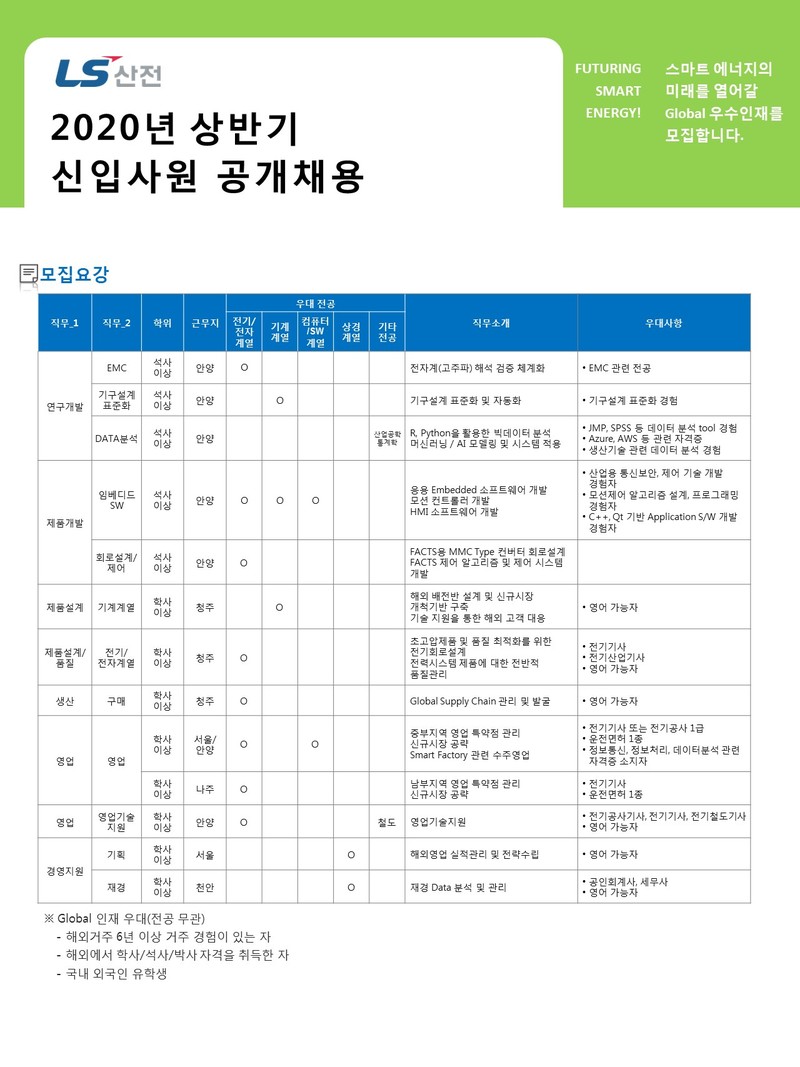 LS산전
2020년 상반기
신입사원 공개채용
FUTURING
SMART
ENERGY!
스마트 에너지의
미래를 열어갈
Global 우수인재를
모집합니다.
모집요강
직무_1 직무_2 학위 근무지 우대 전공 직무소개 우대사항
전기/
전자
계열
기계
계열
컴퓨터
/SW
계열
상경
계열
기타
전공
연구개발
EMC
석사
이상
안양
O
전자계(고주파) 해석 검증 체계화
• EMC 관련 전공
기구설계
표준화
석사
이상
안양
O
기구설계 표준화 및 자동화
• 기구설계 표준화 경험
DATA분석
석사
이상
안양
산업공학
통계학
R, Python을 활용한 빅데이터 분석
머신러닝 / AI 모델링 및 시스템 적용
• JMP, SPSS 등 데이터 분석 tool 경험
• Azure, AWS 등 관련 자격증
• 생산기술 관련 데이터 분석 경험
제품개발
임베디드
SW
석사
이상
안양
O O O
응용 Embedded 소프트웨어 개발
모션 컨트롤러 개발
HMI 소프트웨어 개발
• 산업용 통신보안, 제어 기술 개발
경험자
• 모션제어 알고리즘 설계, 프로그래밍
경험자
• C++, Qt 기반 Application S/W 개발
경험자
회로설계/
제어
석사
이상
안양
O
FACTS용 MMC Type 컨버터 회로설계
FACTS 제어 알고리즘 및 제어 시스템
개발
제품설계
기계계열
학사
이상
청주
O
해외 배전반 설계 및 신규시장
개척기반 구축
기술 지원을 통한 해외 고객 대응
• 영어 가능자
제품설계/
품질
전기/
전자계열
학사
이상
청주
O
초고압제품 및 품질 최적화를 위한
전기회로설계
전력시스템 제품에 대한 전반적
품질관리
• 전기기사
• 전기산업기사
• 영어 가능자
생산
구매
학사
이상
청주
O
Global Supply Chain 관리 및 발굴
• 영어 가능자
영업
영업
학사
이상
서울/
안양
O O
중부지역 영업 특약점 관리
신규시장 공략
Smart Factory 관련 수주영업
• 전기기사 또는 전기공사 1급
• 운전면허 1종
• 정보통신, 정보처리, 데이터분석 관련
자격증 소지자
학사
이상
나주
O
남부지역 영업 특약점 관리
신규시장 공략
• 전기기사
• 운전면허 1종
영업
영업기술
지원
학사
이상
안양
O
철도
영업기술지원
• 전기공사기사, 전기기사, 전기철도기사
• 영어 가능자
경영지원
기획
학사
이상
서울
O
해외영업 실적관리 및 전략수립
• 영어 가능자
재경
학사
이상
천안
O
재경 Data 분석 및 관리
• 공인회계사, 세무사
• 영어 가능자
※ Global 인재 우대(전공 무관)
- 해외거주 6년 이상 거주 경험이 있는 자
- 해외에서 학사/석사/박사 자격을 취득한 자
- 국내 외국인 유학생